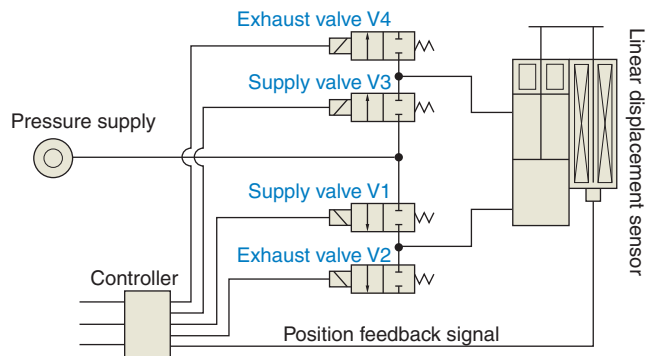 Exhaust valve V4
Supply valve V3
Pressure supply
Supply valve V1
Exhaust valve V2
Controller
Position feedback signal
Linear displacement sensor